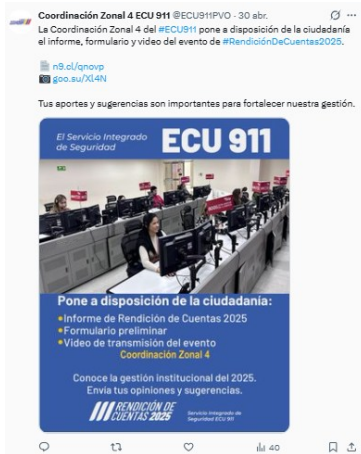 Coordinación Zonal 4 ECU 911 @ECU911PVO · 30 abr.
La Coordinación Zonal 4 del #ECU911 pone a disposición de la ciudadanía
el informe, formulario y video del evento de #RendiciónDeCuentas2025.
n9.cl/qnovp
goo.su/Xl4N
Tus aportes y sugerencias son importantes para fortalecer nuestra gestión.
El Servicio Integrado
de Seguridad
ECU 911
Pone a disposición de la ciudadanía:
Informe de Rendición de Cuentas 2025
Formulario preliminar
Video de transmisión del evento
Coordinación Zonal 4
Conoce la gestión institucional del 2025.
Envía tus opiniones y sugerencias.
RENDICIÓN DE
CUENTAS 2025
Servicio Integrado de
Seguridad ECU 911
40